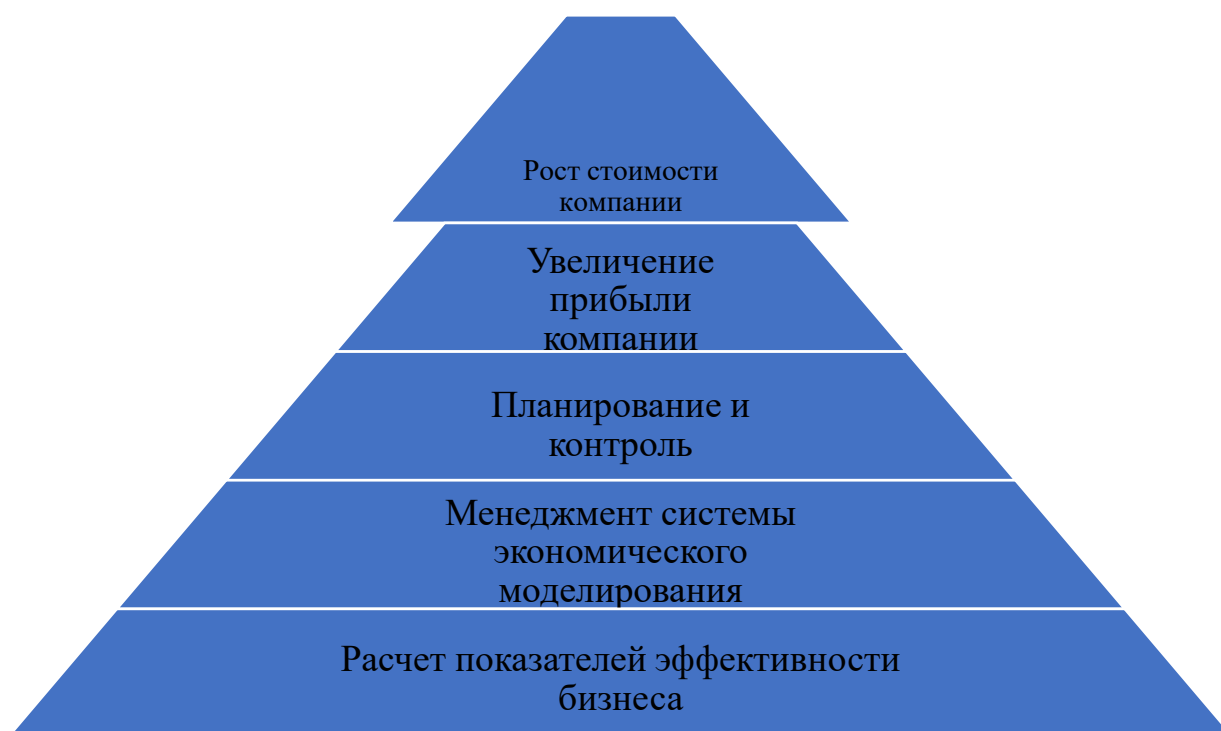 Рост стоимости
компании
Увеличение
прибыли
компании
Планирование и
контроль
Менеджмент системы
экономического
моделирования
Расчет показателей эффективности
бизнеса